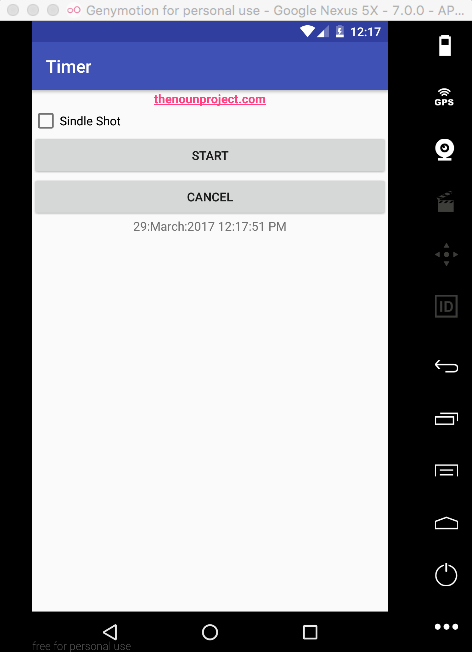 Genymotion for personal use - Google Nexus 5X - 7.0.0 - AP...
12:17
Timer
GPS
thenounproject.com
Sindle Shot
START
CANCEL
29:March:2017 12:17:51 PM
ID
free for personal use